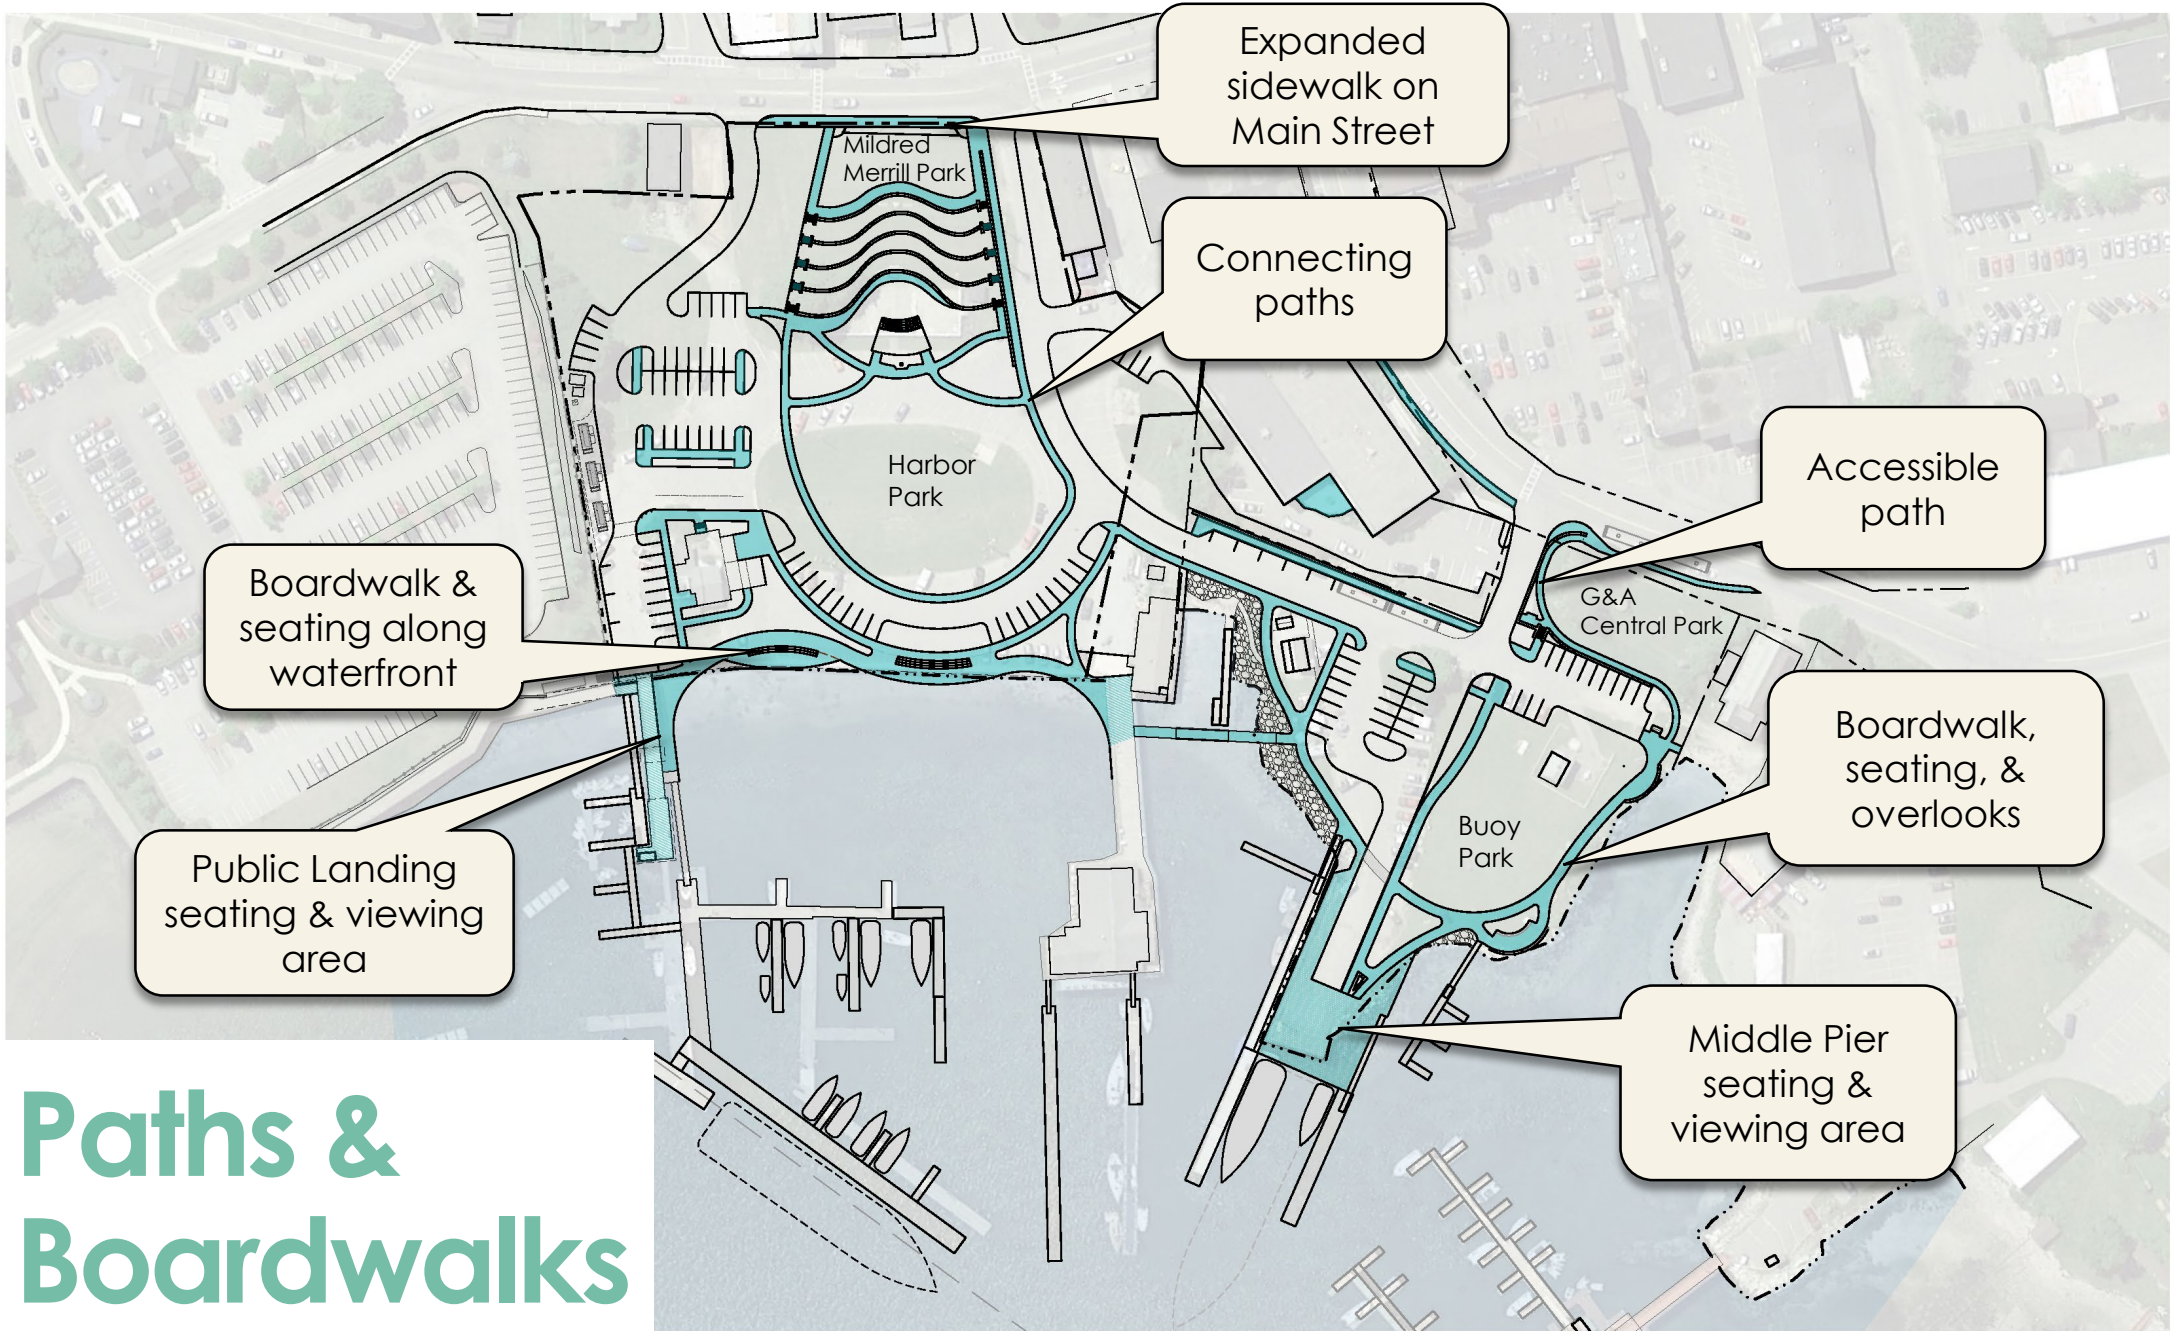 Expanded
sidewalk on
Main Street
Mildred
Merrill Park
Connecting
paths
Harbor
Park
Accessible
path
Boardwalk &
seating along
waterfront
G&A
Central Park
Boardwalk,
seating, &
overlooks
Buoy
Park
Public Landing
seating & viewing
area
Middle Pier
seating &
viewing area
Paths &
Boardwalks